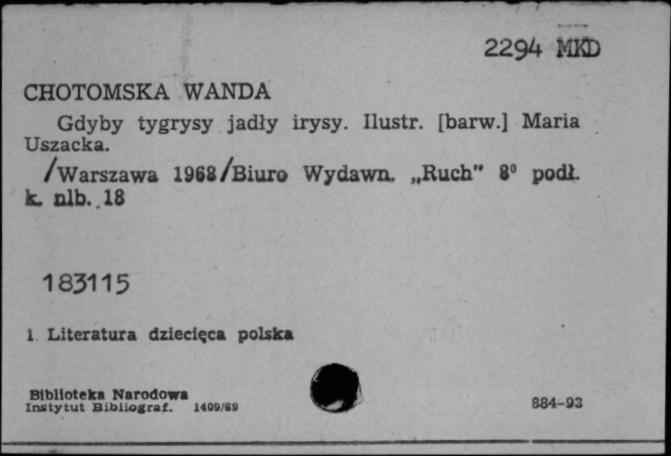 2294 MKD
CHOTOMSKA WANDA
Gdyby tygrysy jadły irysy. Ilustr. [barw.] Maria
Uszacka.
/Warszawa 1968/Biuro Wydawn. „Ruch" 8⁰ podł.
k. nlb. 18
183115
1. Literatura dziecięca polska
Biblioteka Narodowa
Instytut Bibliograf. 1409/69
884-93